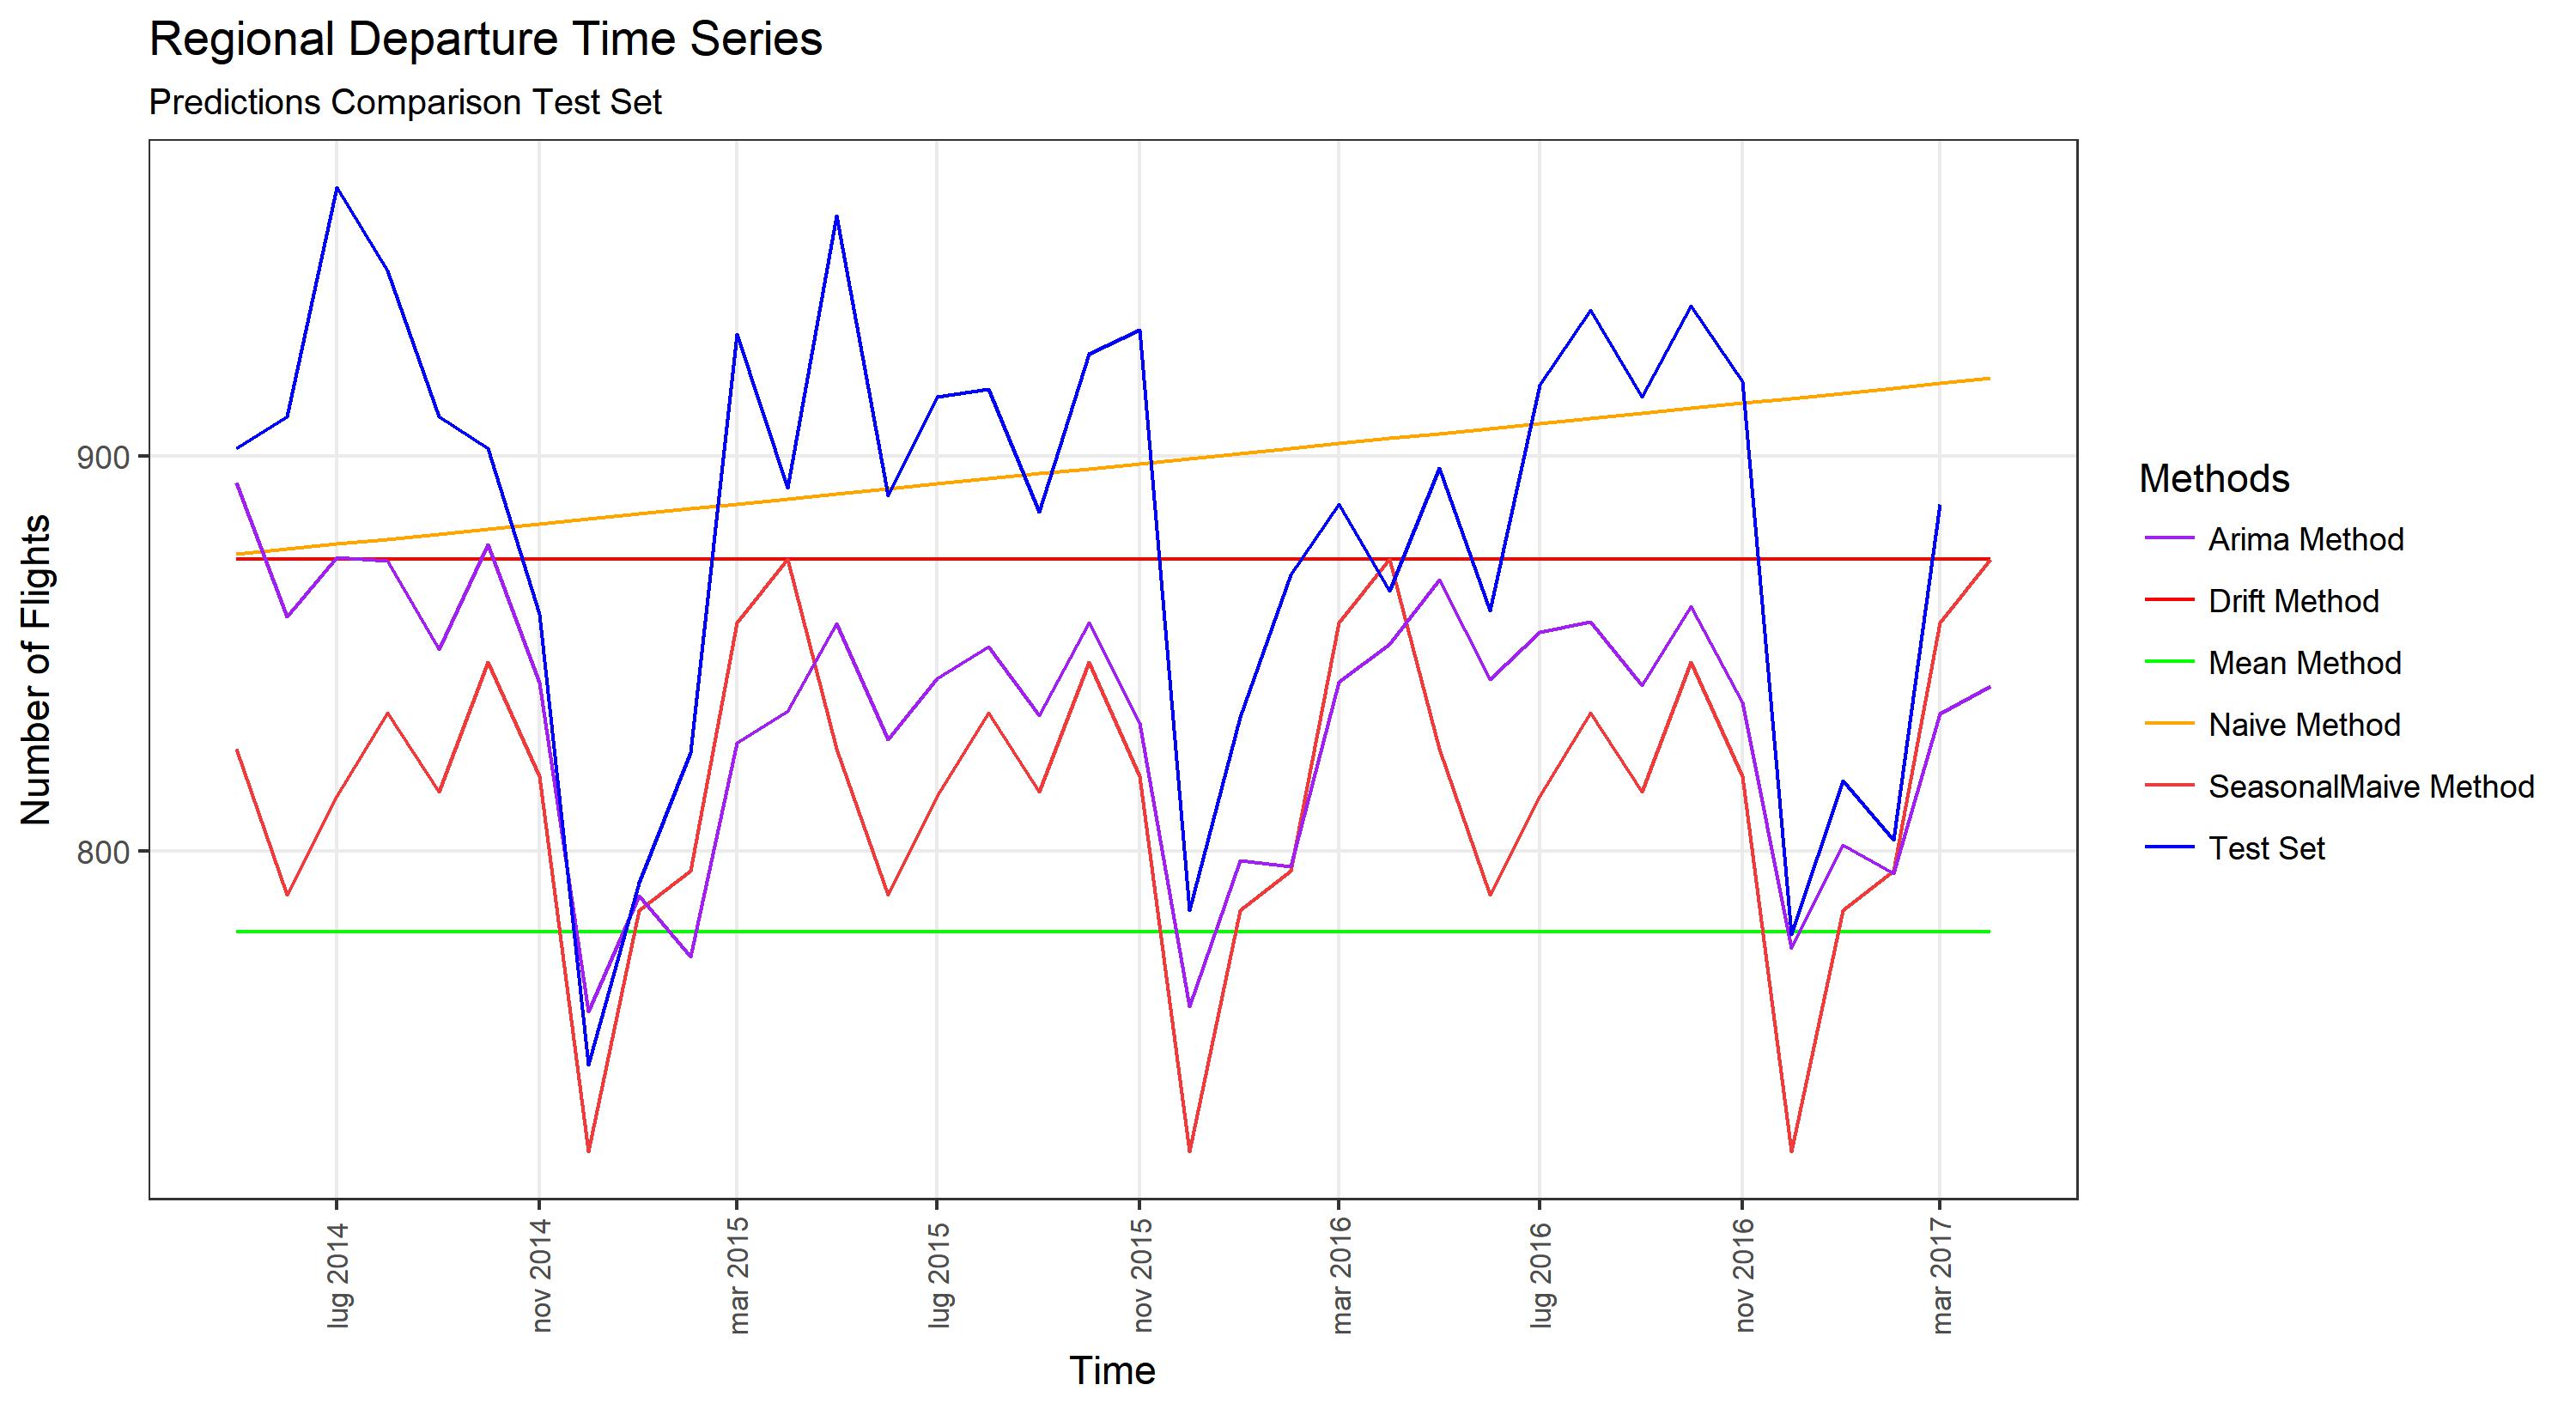 Regional Departure Time Series
Predictions Comparison Test Set
Number of Flights
900
800
lug 2014
nov 2014
mar 2015
lug 2015
nov 2015
mar 2016
lug 2016
nov 2016
mar 2017
Time
Methods
Arima Method
Drift Method
Mean Method
Naive Method
SeasonalMaive Method
Test Set